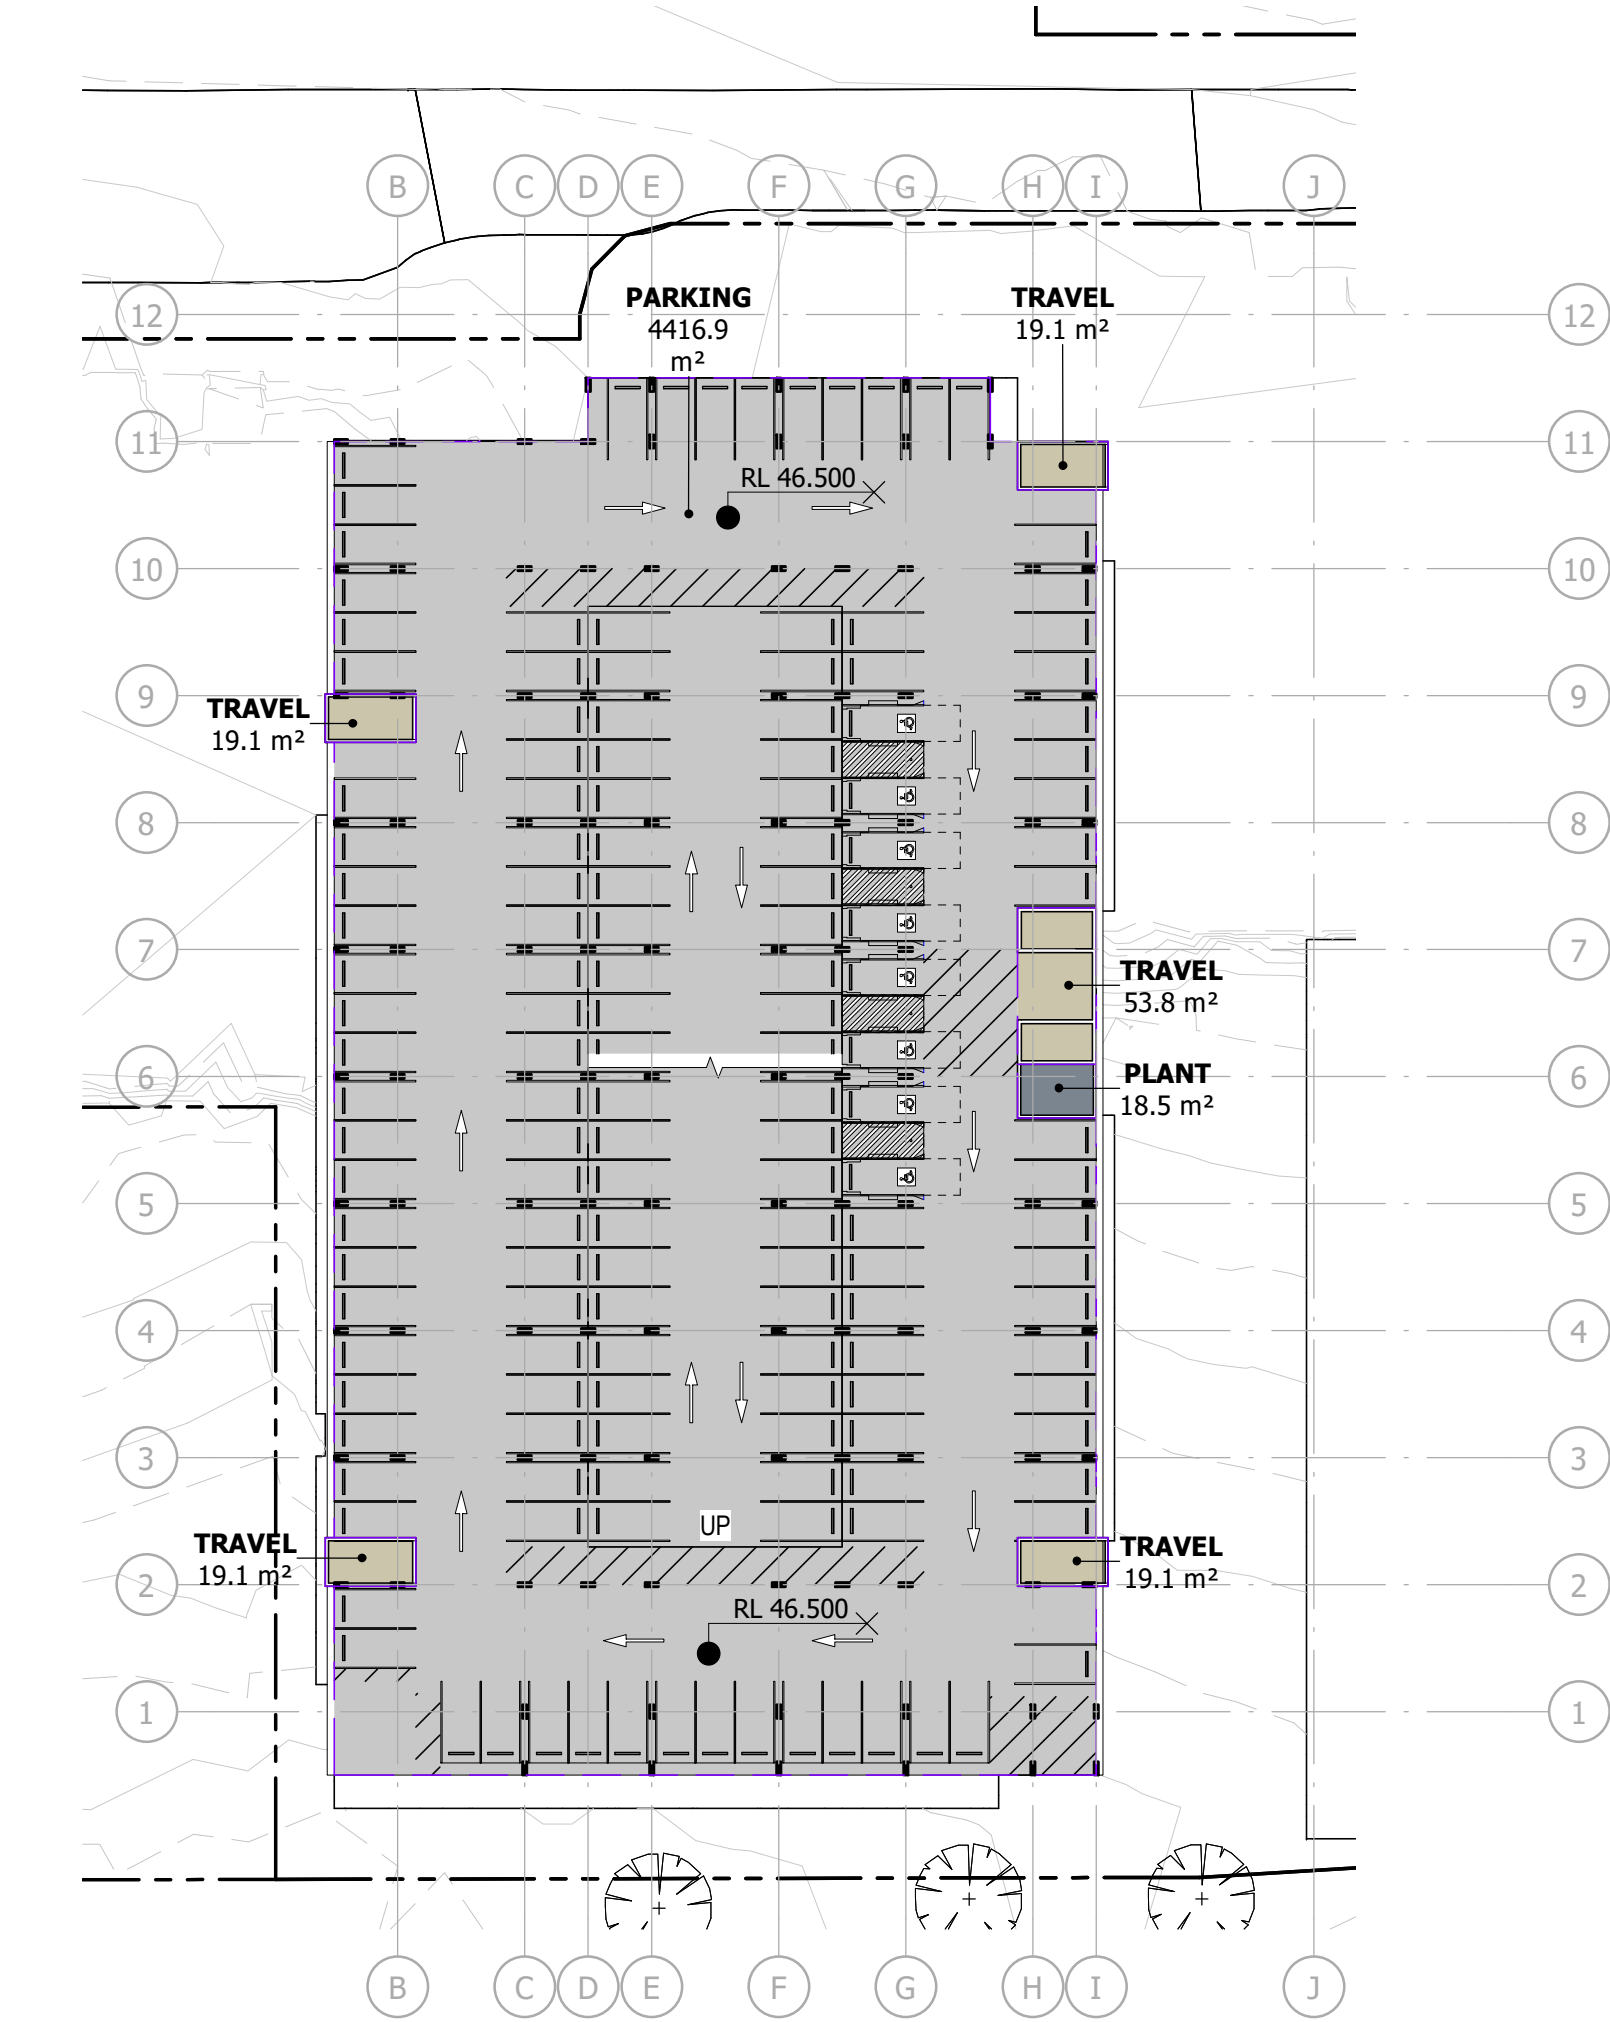 B C D E F G H I J
12 12
PARKING
4416.9
m²
TRAVEL
19.1 m²
11 11
RL 46.500
10 10
9 9
TRAVEL
19.1 m²
8 8
7 7
TRAVEL
53.8 m²
6 6
PLANT
18.5 m²
5 5
4 4
3 3
UP
TRAVEL
19.1 m²
TRAVEL
19.1 m²
2 2
RL 46.500
1 1
B C D E F G H I J